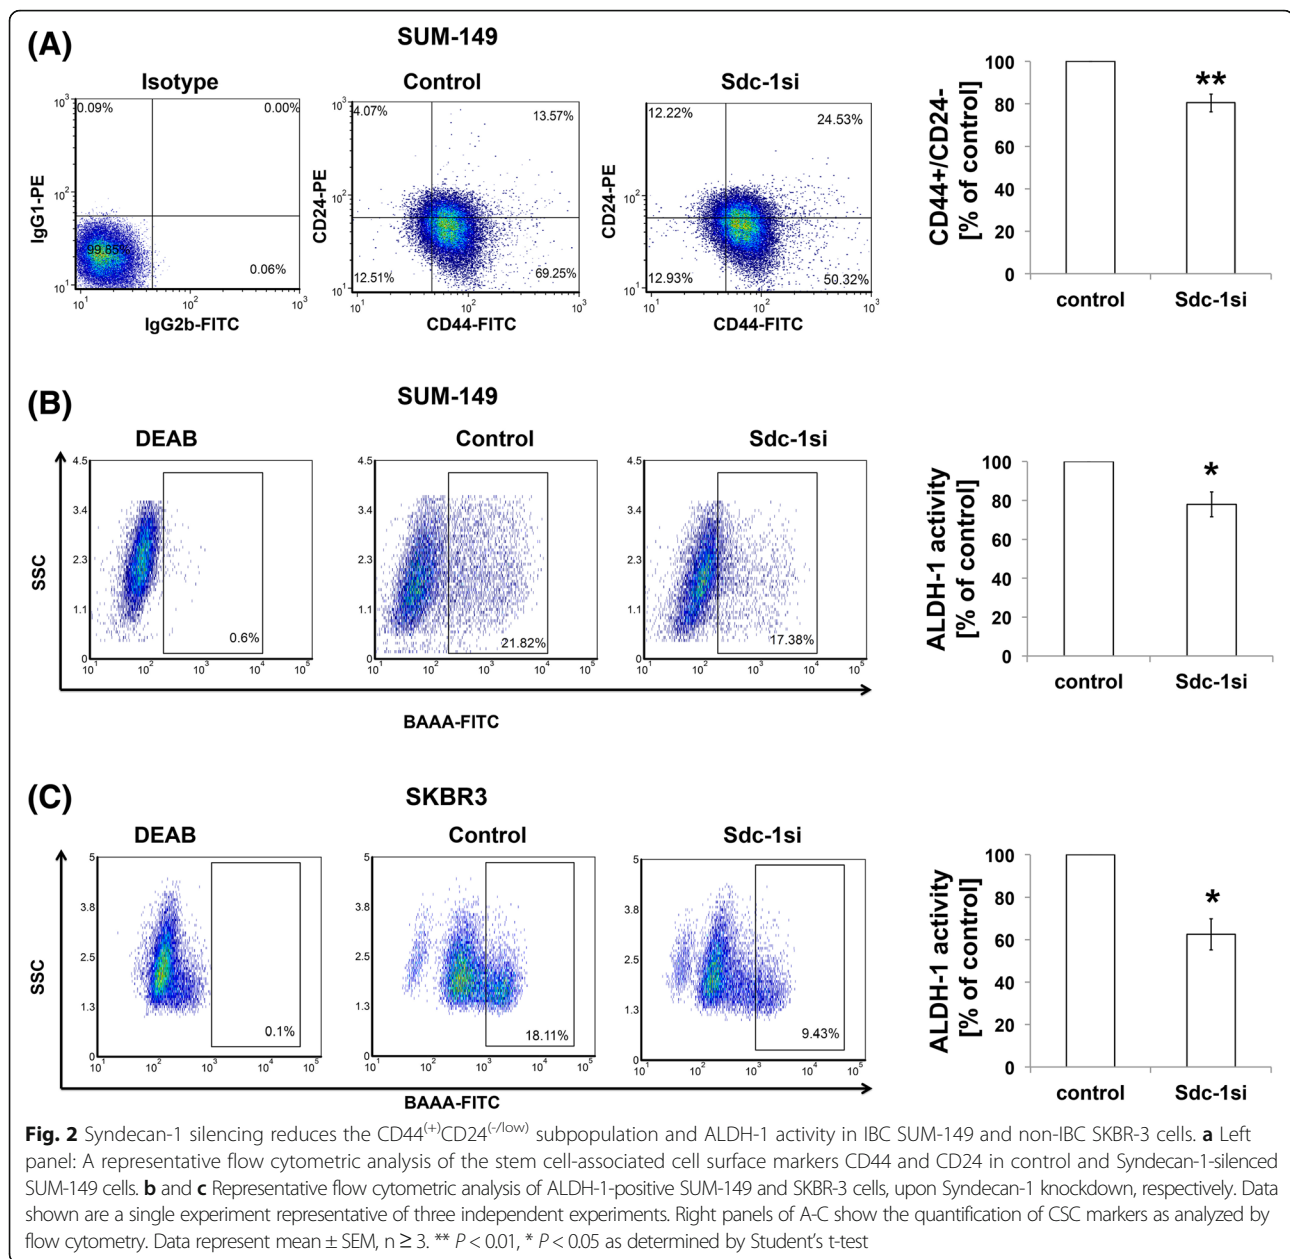 (A)
SUM-149
Isotype
Control
Sdc-1si
10³
0.09%
0.00%
10²
IgG1-PE
99.85%
0.06%
10¹
10¹ 10² 10³
IgG2b-FITC
10³
4.07%
13.57%
10²
CD24-PE
12.51%
69.25%
10¹
10¹ 10² 10³
CD44-FITC
10³
12.22%
24.53%
10²
CD24-PE
12.93%
50.32%
10¹
10¹ 10² 10³
CD44-FITC
CD44+/CD24-
[% of control]
100
80
60
40
20
0
**
control Sdc-1si
(B)
SUM-149
DEAB
Control
Sdc-1si
SSC
4.5
3.4
2.3
1.1
0
0.6%
10¹ 10² 10³ 10⁴ 10⁵
4.5
3.4
2.3
1.1
0
21.82%
10¹ 10² 10³ 10⁴ 10⁵
4.5
3.4
2.3
1.1
0
17.38%
10¹ 10² 10³ 10⁴ 10⁵
BAAA-FITC
ALDH-1 activity
[% of control]
100
80
60
40
20
0
*
control Sdc-1si
(C)
SKBR3
DEAB
Control
Sdc-1si
SSC
5
3.8
2.5
1.3
0
0.1%
10¹ 10² 10³ 10⁴ 10⁵
5
3.8
2.5
1.3
0
18.11%
10¹ 10² 10³ 10⁴ 10⁵
5
3.8
2.5
1.3
0
9.43%
10¹ 10² 10³ 10⁴ 10⁵
BAAA-FITC
ALDH-1 activity
[% of control]
100
80
60
40
20
0
*
control Sdc-1si
Fig. 2 Syndecan-1 silencing reduces the CD44(+)CD24(-/low) subpopulation and ALDH-1 activity in IBC SUM-149 and non-IBC SKBR-3 cells. a Left
panel: A representative flow cytometric analysis of the stem cell-associated cell surface markers CD44 and CD24 in control and Syndecan-1-silenced
SUM-149 cells. b and c Representative flow cytometric analysis of ALDH-1-positive SUM-149 and SKBR-3 cells, upon Syndecan-1 knockdown, respectively. Data
shown are a single experiment representative of three independent experiments. Right panels of A-C show the quantification of CSC markers as analyzed by
flow cytometry. Data represent mean ± SEM, n ≥ 3. ** P < 0.01, * P < 0.05 as determined by Student's t-test